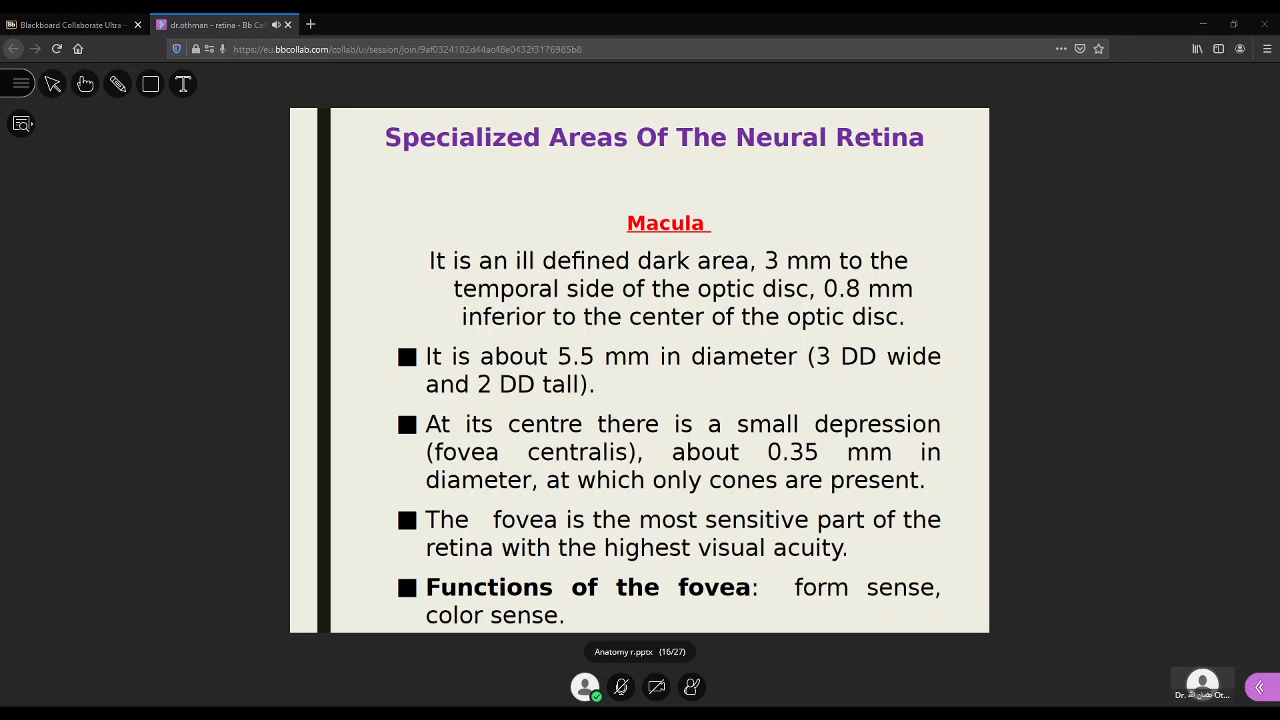 Blackboard Collaborate Ultra –
dr.othman - retina - Bb Co
https://eu.bbcollab.com/collab/ui/session/join/9af0324102d44ac48e0432f3176985b8
Specialized Areas Of The Neural Retina
Macula
It is an ill defined dark area, 3 mm to the
temporal side of the optic disc, 0.8 mm
inferior to the center of the optic disc.
■ It is about 5.5 mm in diameter (3 DD wide
and 2 DD tall).
■ At its centre there is a small depression
(fovea centralis), about 0.35 mm in
diameter, at which only cones are present.
■ The fovea is the most sensitive part of the
retina with the highest visual acuity.
■ Functions of the fovea: form sense,
color sense.
Anatomy r.pptx (16/27)
Dr.